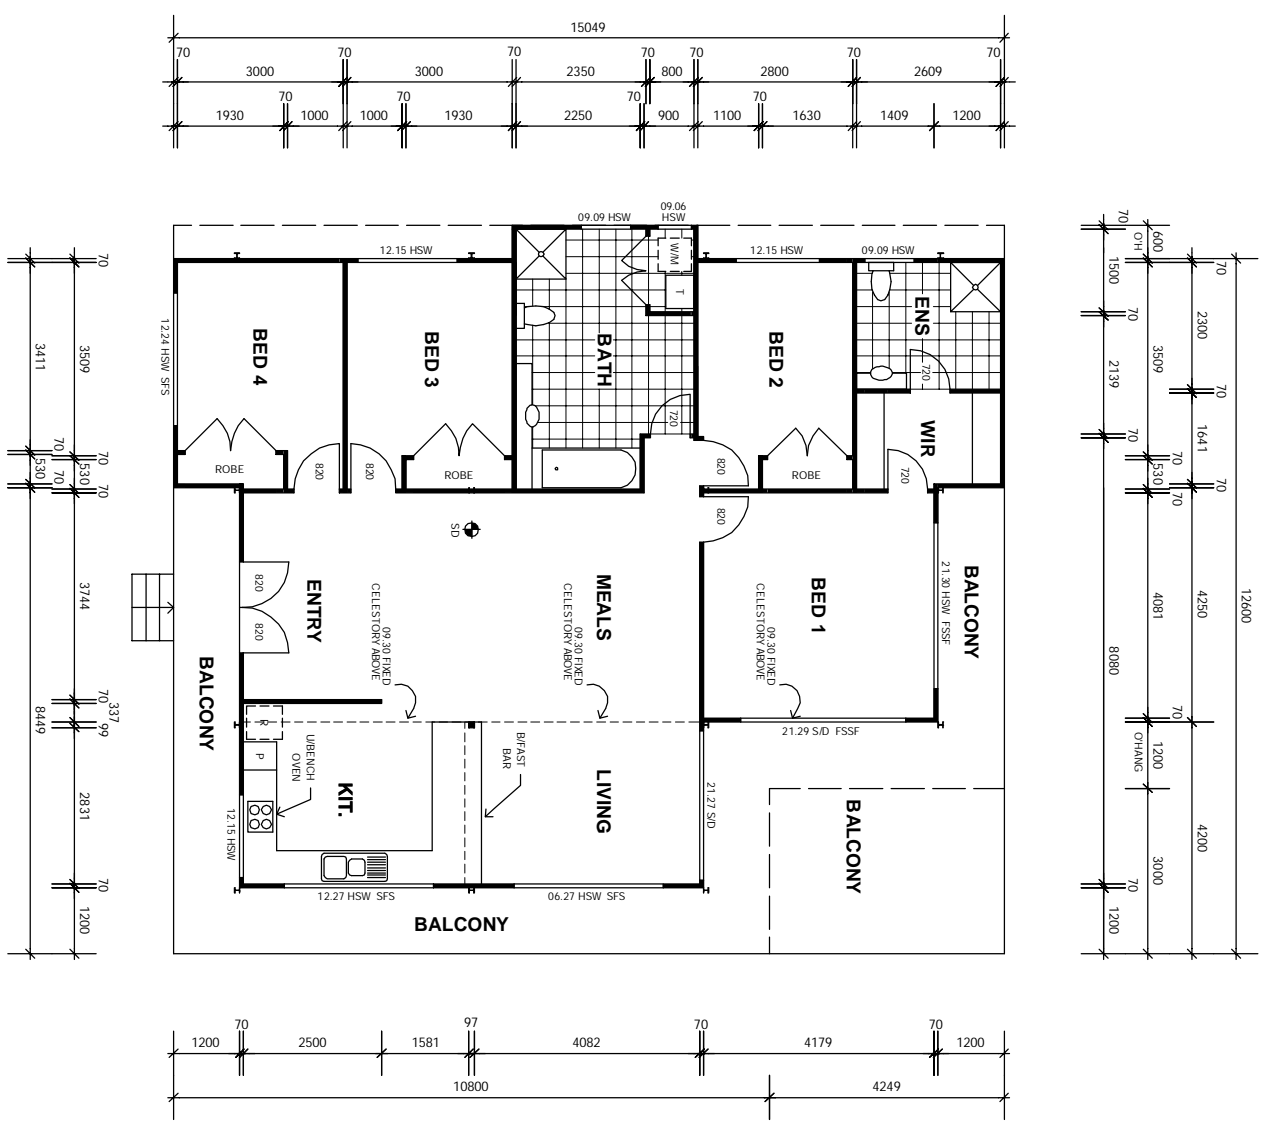 15049
70 70 70 70 70 70 70
3000 3000 2350 800 2800 2609
70 70 70 70
1930 1000 1000 1930 2250 900 1100 1630 1409 1200
09.06
09.09 HSW HSW
12.15 HSW 12.15 HSW 09.09 HSW
W/M
T
12.24 HSW SFS
BED 4
BED 3
BATH
BED 2
ENS
720
WIR
720
720
ROBE
820
820
ROBE
820
ROBE
820
SD
ENTRY
820
820
MEALS
BED 1
BALCONY
21.30 HSW FSSF
09.30 FIXED
CELESTORY ABOVE
09.30 FIXED
CELESTORY ABOVE
09.30 FIXED
CELESTORY ABOVE
BALCONY
R
P
U/BENCH
OVEN
KIT.
B/FAST
BAR
LIVING
21.27 S/D
21.29 S/D FSSF
BALCONY
12.15 HSW
12.27 HSW SFS 06.27 HSW SFS
BALCONY
3411
70
530
8449
70
3509
70
530
70
3744
70
337
99
2831
70
1200
70
1500
70
2139
70
8080
70
1200
600
O'H
3509
70
530
70
4081
70
1200
O'HANG
3000
70
2300
70
1641
70
4250
4200
12600
70 97 70 70
1200 2500 1581 4082 4179 1200
10800 4249